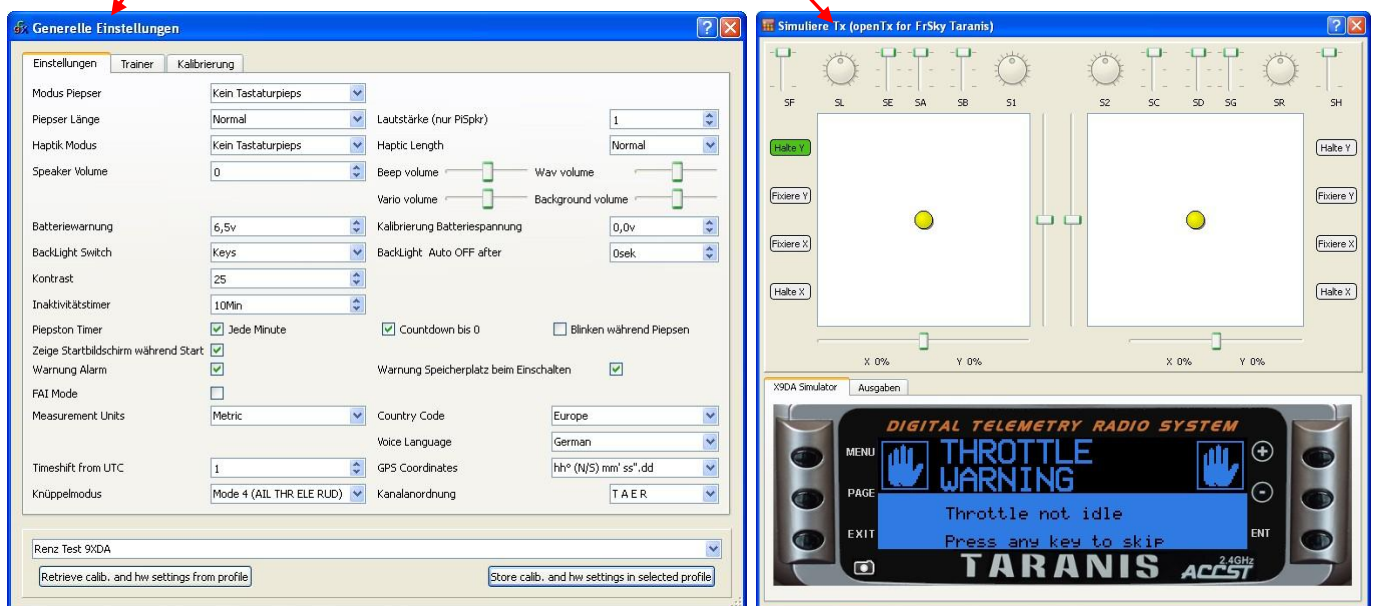 Generelle Einstellungen
Einstellungen Trainer Kalibrierung
Modus Piepser Kein Tastaturpieps
Piepser Länge Normal Lautstärke (nur PiSpkr) 1
Haptik Modus Kein Tastaturpieps Haptic Length Normal
Speaker Volume 0 Beep volume Wav volume
Vario volume Background volume
Batteriewarnung 6,5v Kalibrierung Batteriespannung 0,0v
BackLight Switch Keys BackLight Auto OFF after 0sek
Kontrast 25
Inaktivitätstimer 10Min
Piepston Timer Jede Minute Countdown bis 0 Blinken während Piepsen
Zeige Startbildschirm während Start
Warnung Alarm Warnung Speicherplatz beim Einschalten
FAI Mode
Measurement Units Metric Country Code Europe
Voice Language German
Timeshift from UTC 1 GPS Coordinates hhº (N/S) mm' ss".dd
Knüppelmodus Mode 4 (AIL THR ELE RUD) Kanalanordnung T A E R
Renz Test 9XDA
Retrieve calib. and hw settings from profile Store calib. and hw settings in selected profile
Simuliere Tx (openTx for FrSky Taranis)
SF SL SE SA SB S1 S2 SC SD SG SR SH
Halte Y Halte Y
Fixiere Y Fixiere Y
Fixiere X Fixiere X
Halte X Halte X
X 0% Y 0% X 0% Y 0%
X9DA Simulator Ausgaben
DIGITAL TELEMETRY RADIO SYSTEM
MENU THROTTLE
WARNING
PAGE
Throttle not idle
EXIT Press any key to skip ENT
TARANIS ACCST 2.4GHz